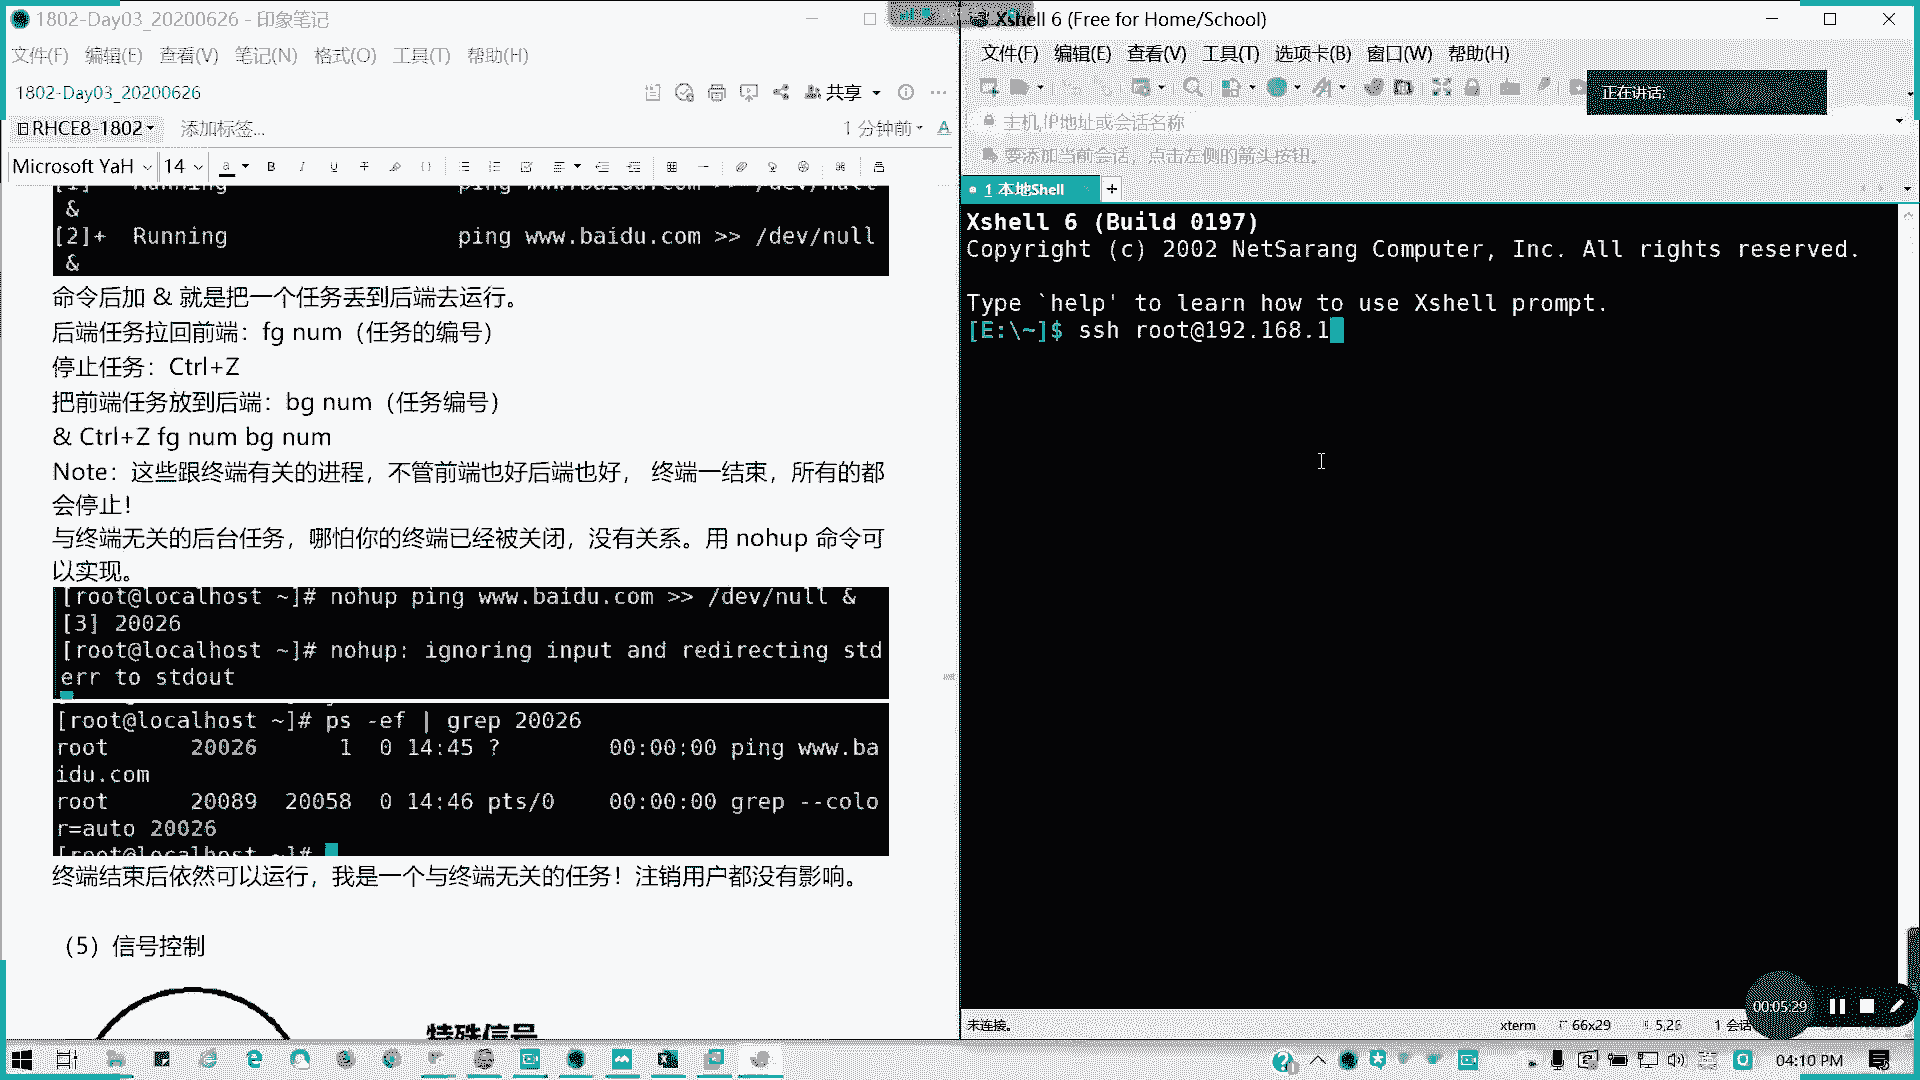 1802-Day03_20200626 - 印象笔记
文件(F) 编辑(E) 查看(V) 笔记(N) 格式(O) 工具(T) 帮助(H)
1802-Day03_20200626
共享
RHCE8-1802
添加标签...
1 分钟前
Microsoft YaH 14
[1] Running ping www.baidu.com >> /dev/null
&
[2]+ Running ping www.baidu.com >> /dev/null
&
命令后加 & 就是把一个任务丢到后端去运行。
后端任务拉回前端：fg num（任务的编号）
停止任务：Ctrl+Z
把前端任务放到后端：bg num（任务编号）
& Ctrl+Z fg num bg num
Note：这些跟终端有关的进程，不管前端也好后端也好， 终端一结束，所有的都
会停止！
与终端无关的后台任务，哪怕你的终端已经被关闭，没有关系。用 nohup 命令可
以实现。
[root@localhost ~]# nohup ping www.baidu.com >> /dev/null &
[3] 20026
[root@localhost ~]# nohup: ignoring input and redirecting std
err to stdout
[root@localhost ~]# ps -ef | grep 20026
root 20026 1 0 14:45 ? 00:00:00 ping www.ba
idu.com
root 20089 20058 0 14:46 pts/0 00:00:00 grep --colo
r=auto 20026
[root@localhost ~]#
终端结束后依然可以运行，我是一个与终端无关的任务！注销用户都没有影响。
（5）信号控制
特殊信号
Xshell 6 (Free for Home/School)
文件(F) 编辑(E) 查看(V) 工具(T) 选项卡(B) 窗口(W) 帮助(H)
正在讲话:
主机,IP地址或会话名称
要添加当前会话，点击左侧的箭头按钮。
1 本地Shell
+
Xshell 6 (Build 0197)
Copyright (c) 2002 NetSarang Computer, Inc. All rights reserved.
Type `help' to learn how to use Xshell prompt.
[E:\~]$ ssh root@192.168.1
00:05:29
未连接。
xterm
66x29
5,26
1 会话
04:10 PM